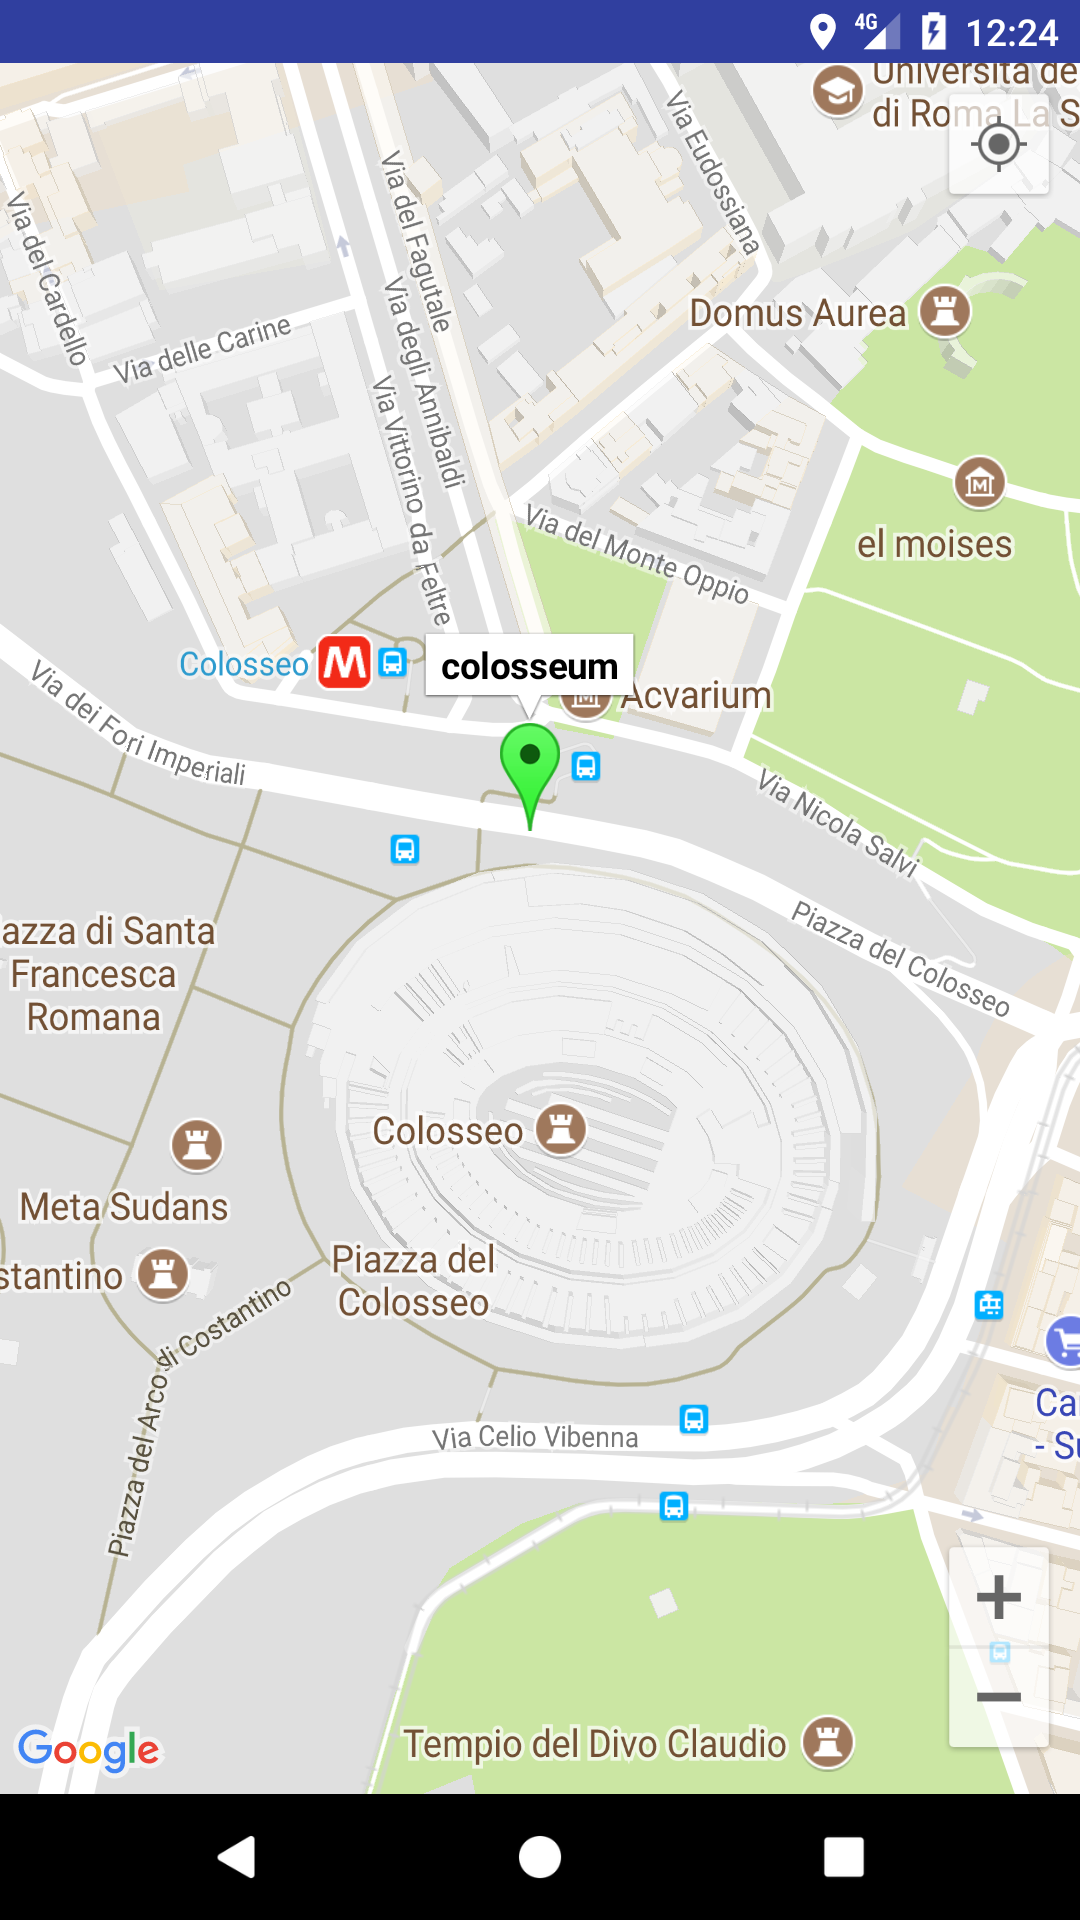 4G
12:24
Università de
di Roma La S
Via Eudossiana
Via del Cardello
Via del Fagutale
Via degli Annibaldi
Via delle Carine
Via Vittorino da Feltre
Domus Aurea
el moises
Via del Monte Oppio
Colosseo
M
colosseum
Acvarium
Via dei Fori Imperiali
Via Nicola Salvi
azza di Santa
Francesca
Romana
Piazza del Colosseo
Colosseo
Meta Sudans
stantino
Piazza del
Colosseo
Piazza del Arco di Costantino
Via Celio Vibenna
Ca
- Su
Tempio del Divo Claudio
Google